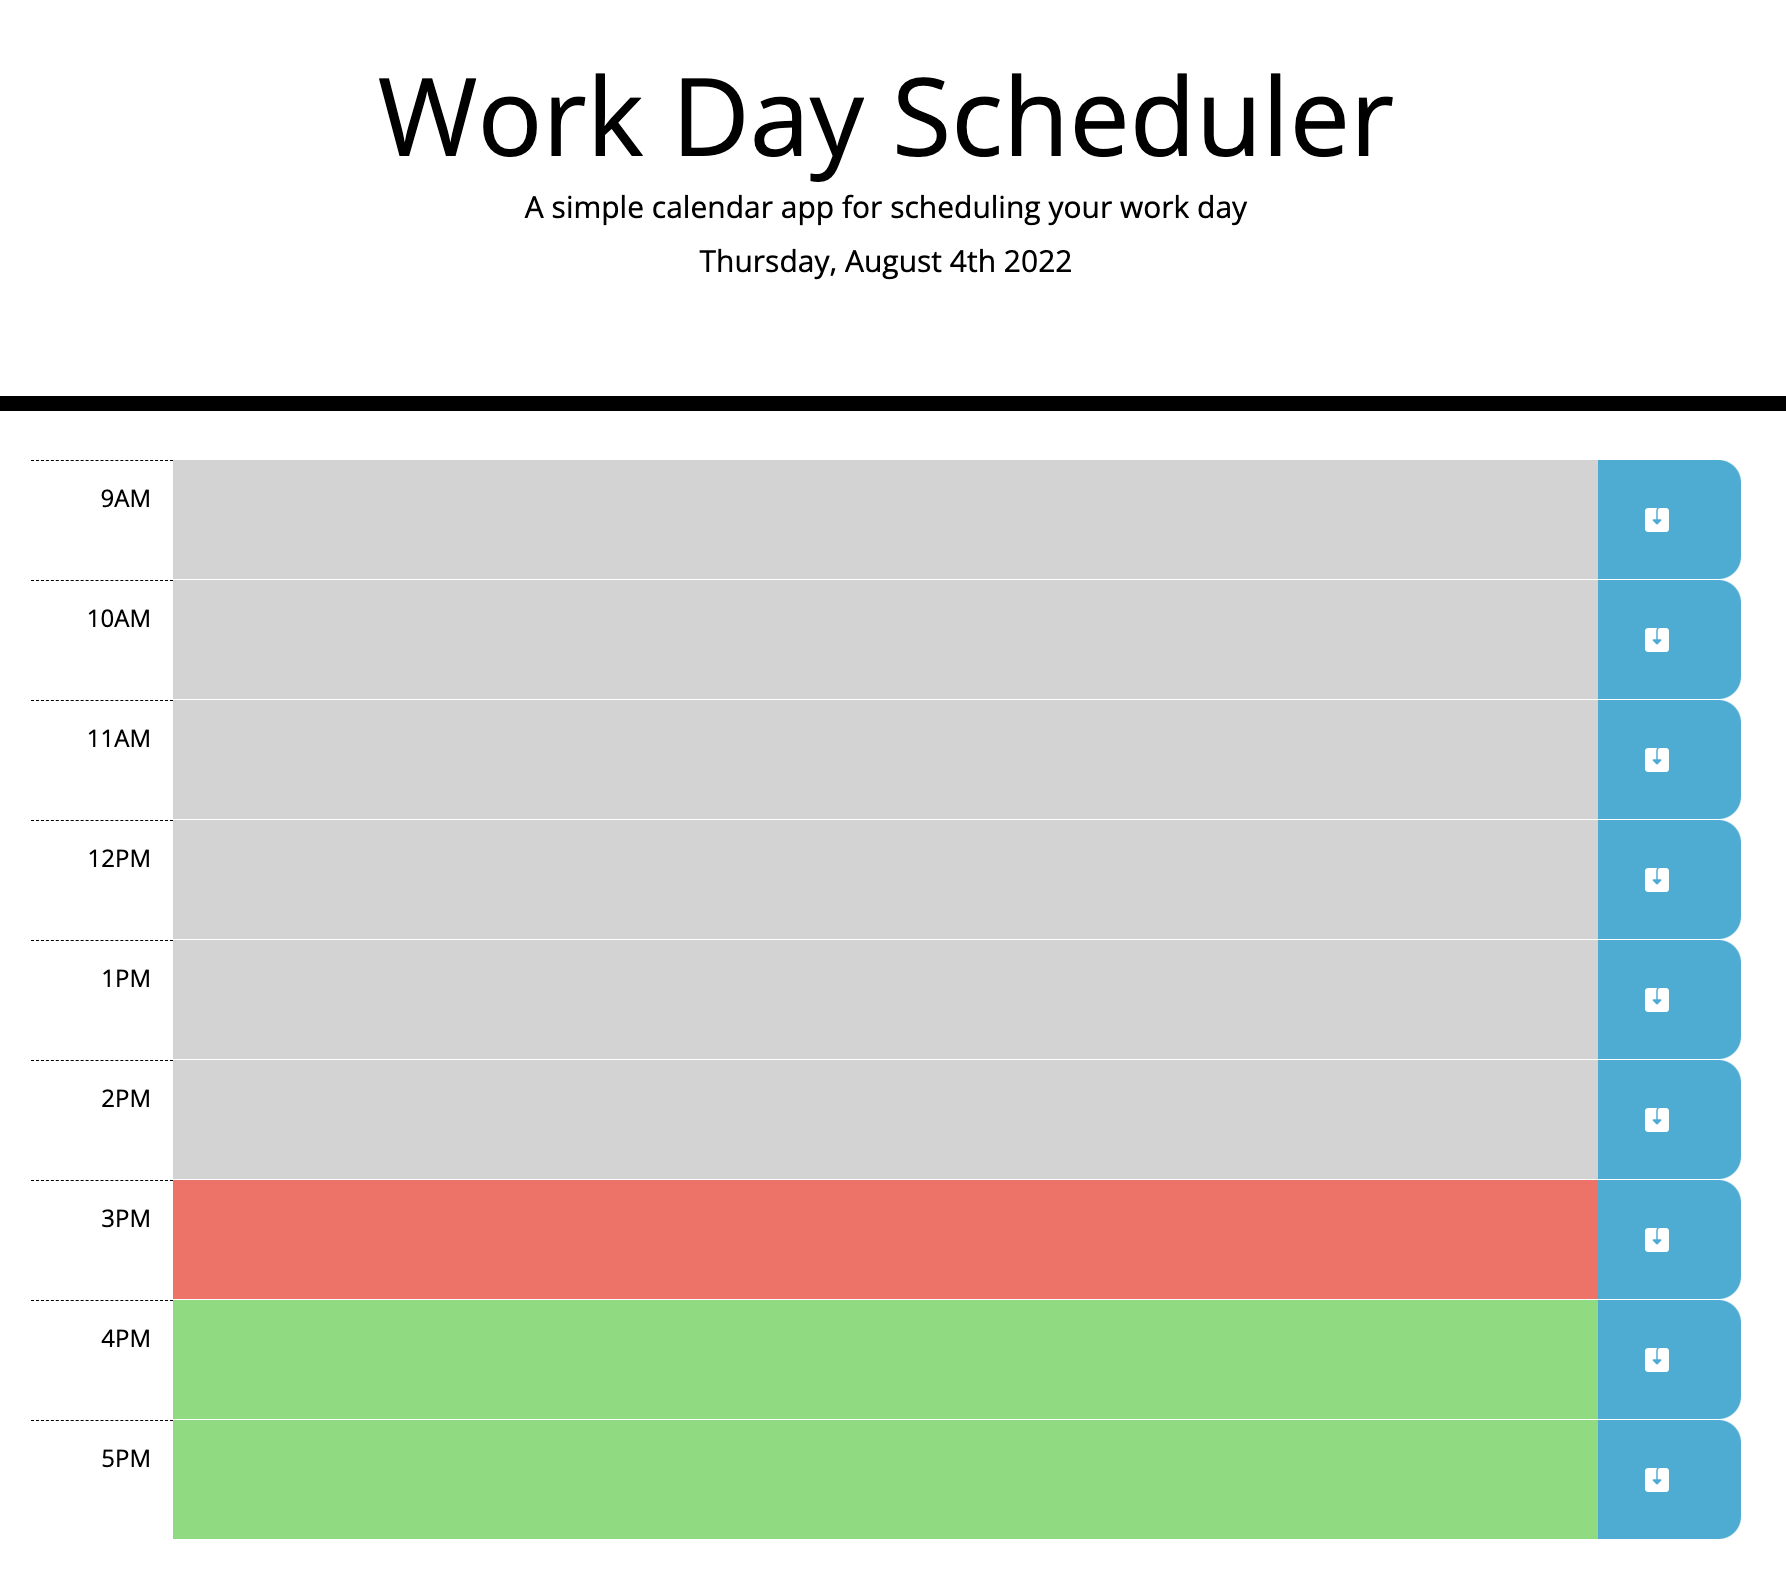 Work Day Scheduler
A simple calendar app for scheduling your work day
Thursday, August 4th 2022
9AM
10AM
11AM
12PM
1PM
2PM
3PM
4PM
5PM